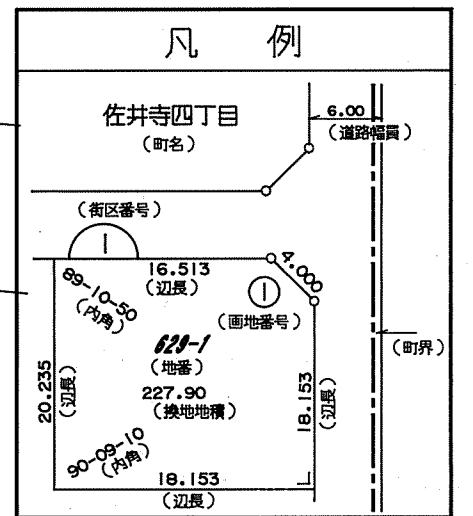 凡例
佐井寺四丁目
(町名)
6.00
(道路幅員)
(街区番号)
1
16.513
(辺長)
4.000
89-10-50
(内角)
1
(画地番号)
(町界)
629-1
(地番)
20.235
(辺長)
227.90
(換地地積)
18.153
(辺長)
90-09-10
(内角)
18.153
(辺長)